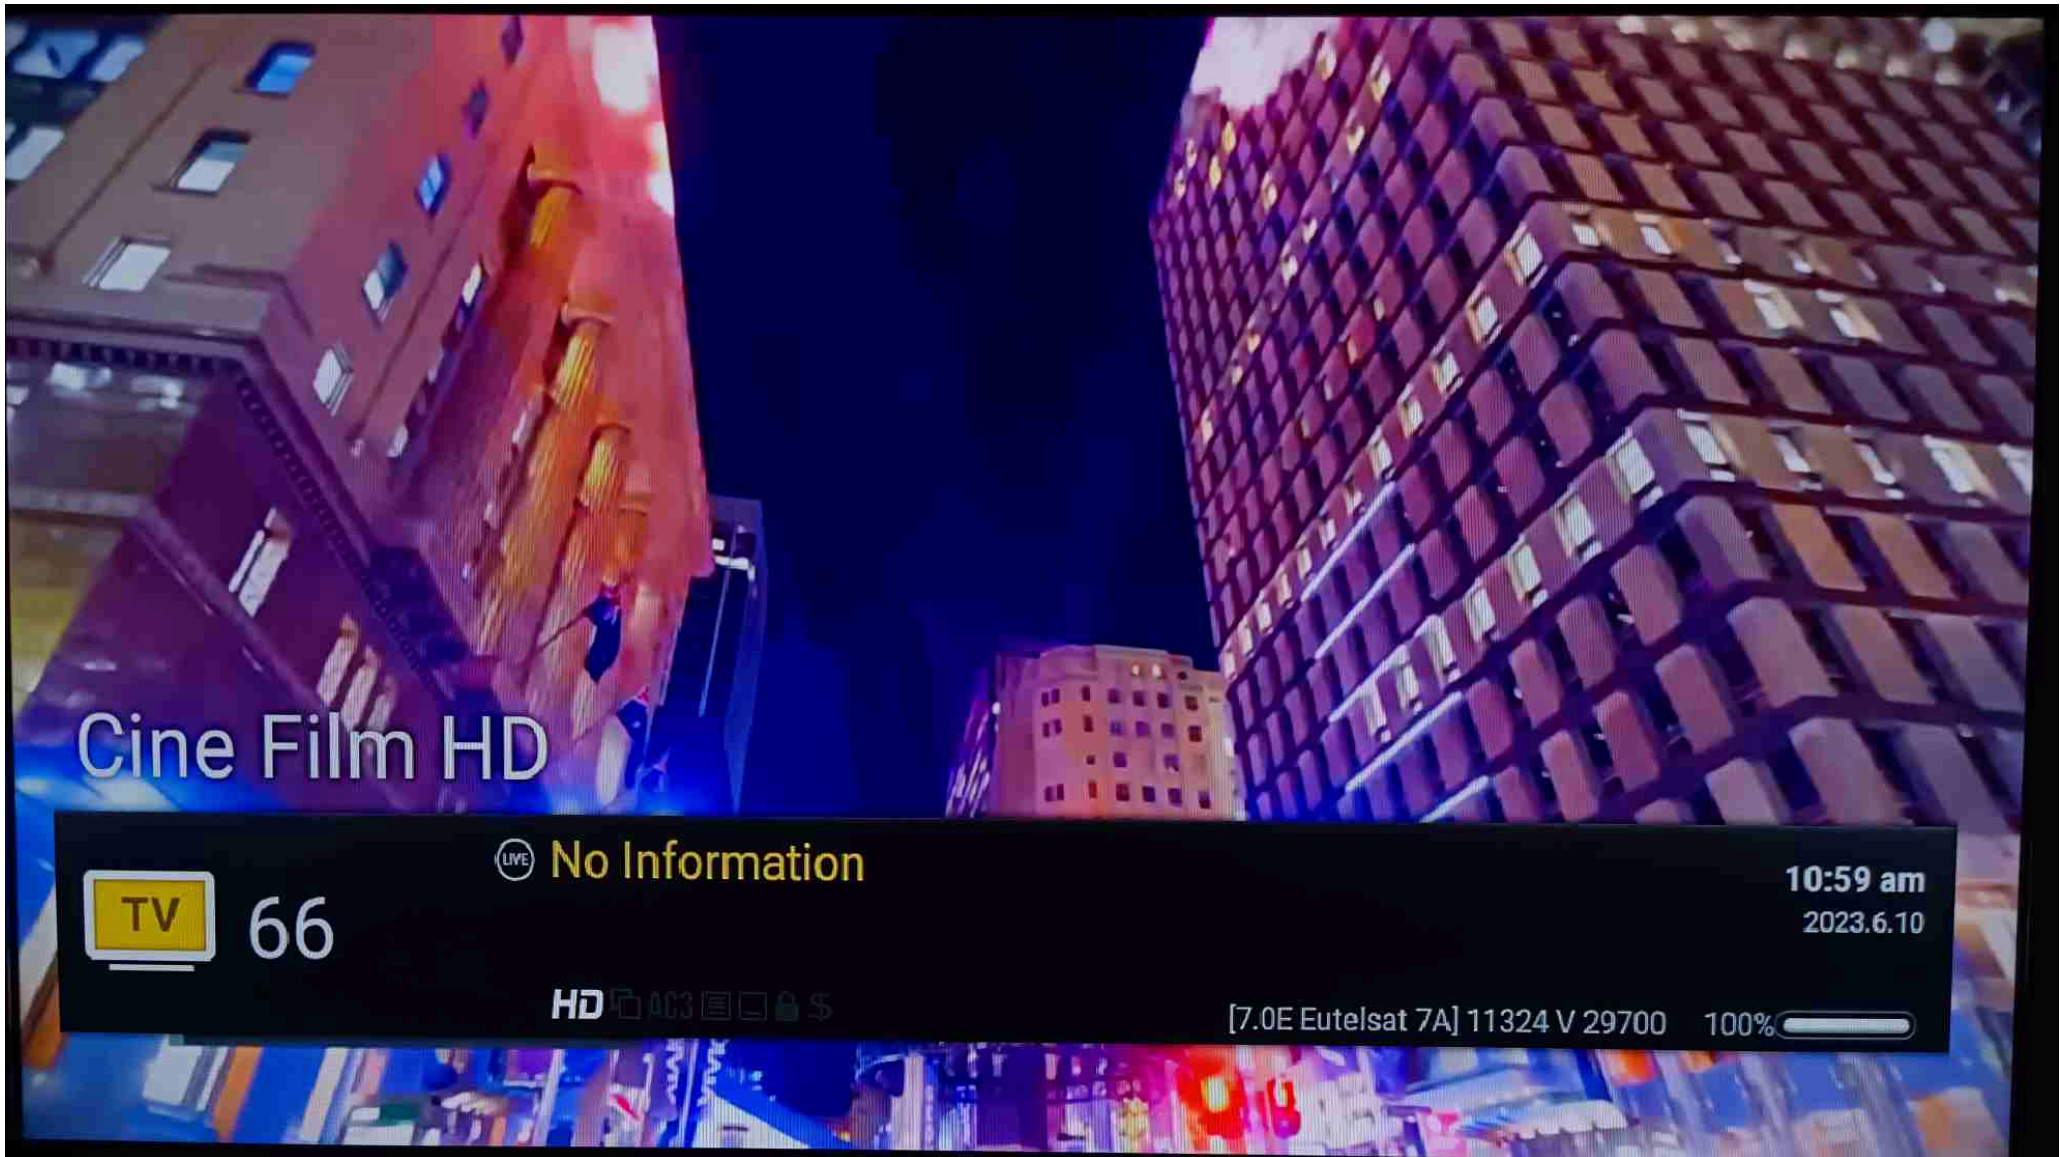 Cine Film HD
LIVE No Information
10:59 am
TV 66
2023.6.10
HD AC3 $
[7.0E Eutelsat 7A] 11324 V 29700 100%